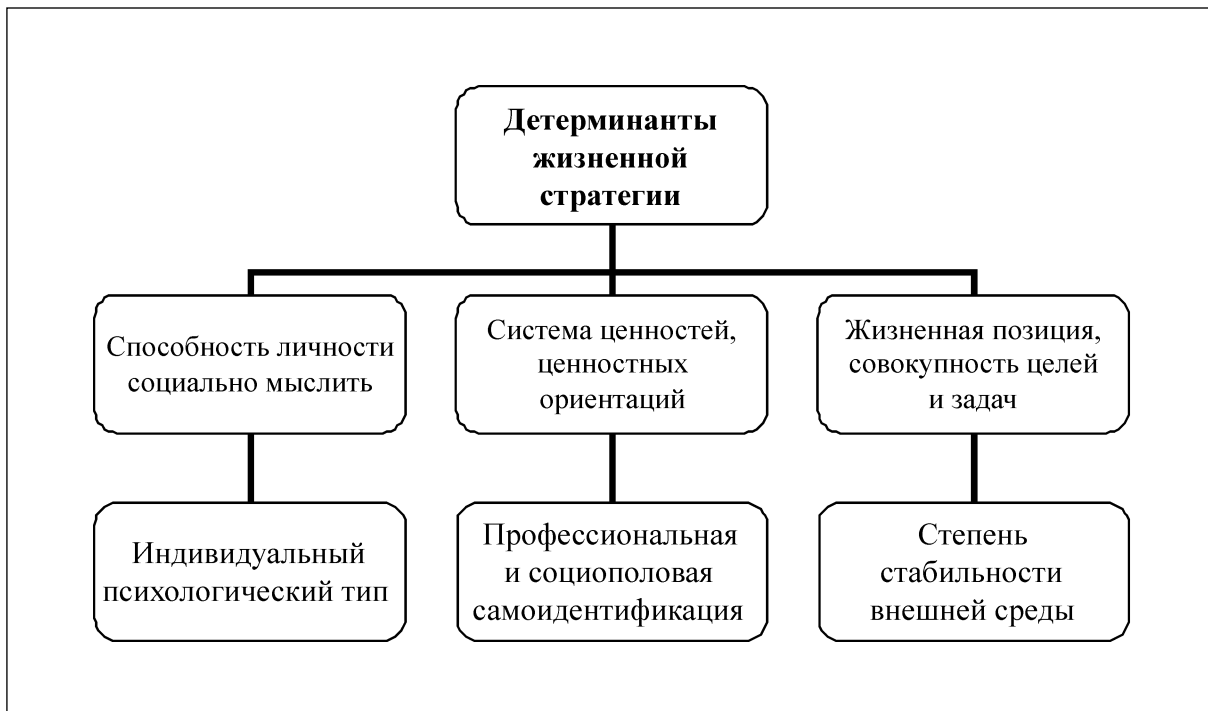 Детерминанты
жизненной
стратегии
Способность личности
социально мыслить
Система ценностей,
ценностных
ориентаций
Жизненная позиция,
совокупность целей
и задач
Индивидуальный
психологический тип
Профессиональная
и социополовая
самоидентификация
Степень
стабильности
внешней среды